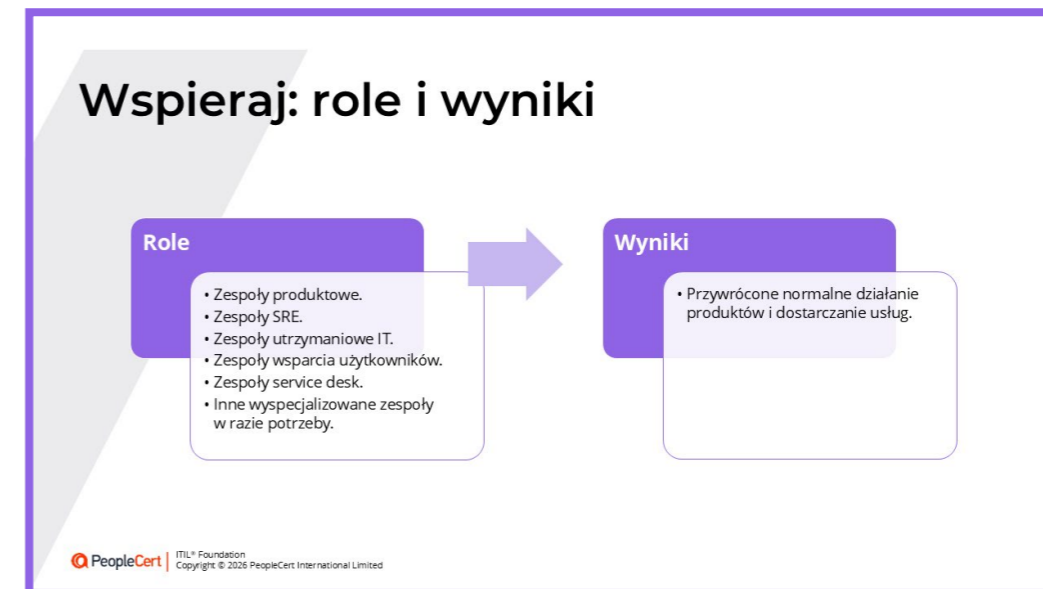 Wspieraj: role i wyniki
Role
• Zespoły produktowe.
• Zespoły SRE.
• Zespoły utrzymaniowe IT.
• Zespoły wsparcia użytkowników.
• Zespoły service desk.
• Inne wyspecjalizowane zespoły
w razie potrzeby.
Wyniki
• Przywrócone normalne działanie
produktów i dostarczanie usług.
PeopleCert
ITIL® Foundation
Copyright © 2026 PeopleCert International Limited